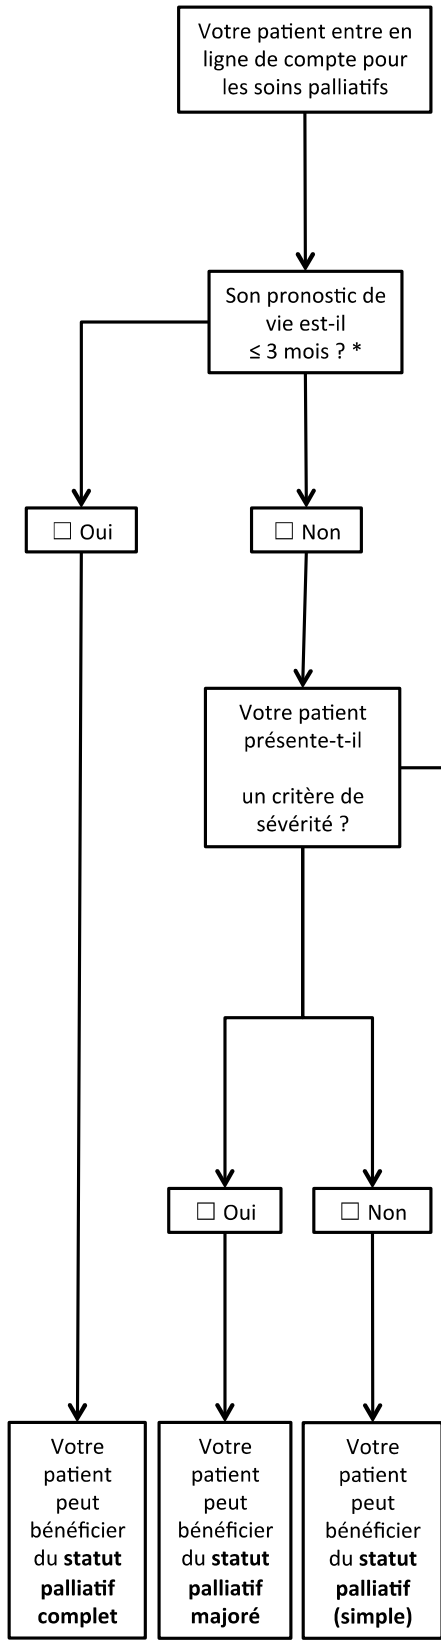 Votre patient entre en
ligne de compte pour
les soins palliatifs
Son pronostic de
vie est-il
≤ 3 mois ? *
☐ Oui
☐ Non
Votre patient
présente-t-il
un critère de
sévérité ?
☐ Oui
☐ Non
Votre
patient
peut
bénéficier
du statut
palliatif
complet
Votre
patient
peut
bénéficier
du statut
palliatif
majoré
Votre
patient
peut
bénéficier
du statut
palliatif
(simple)